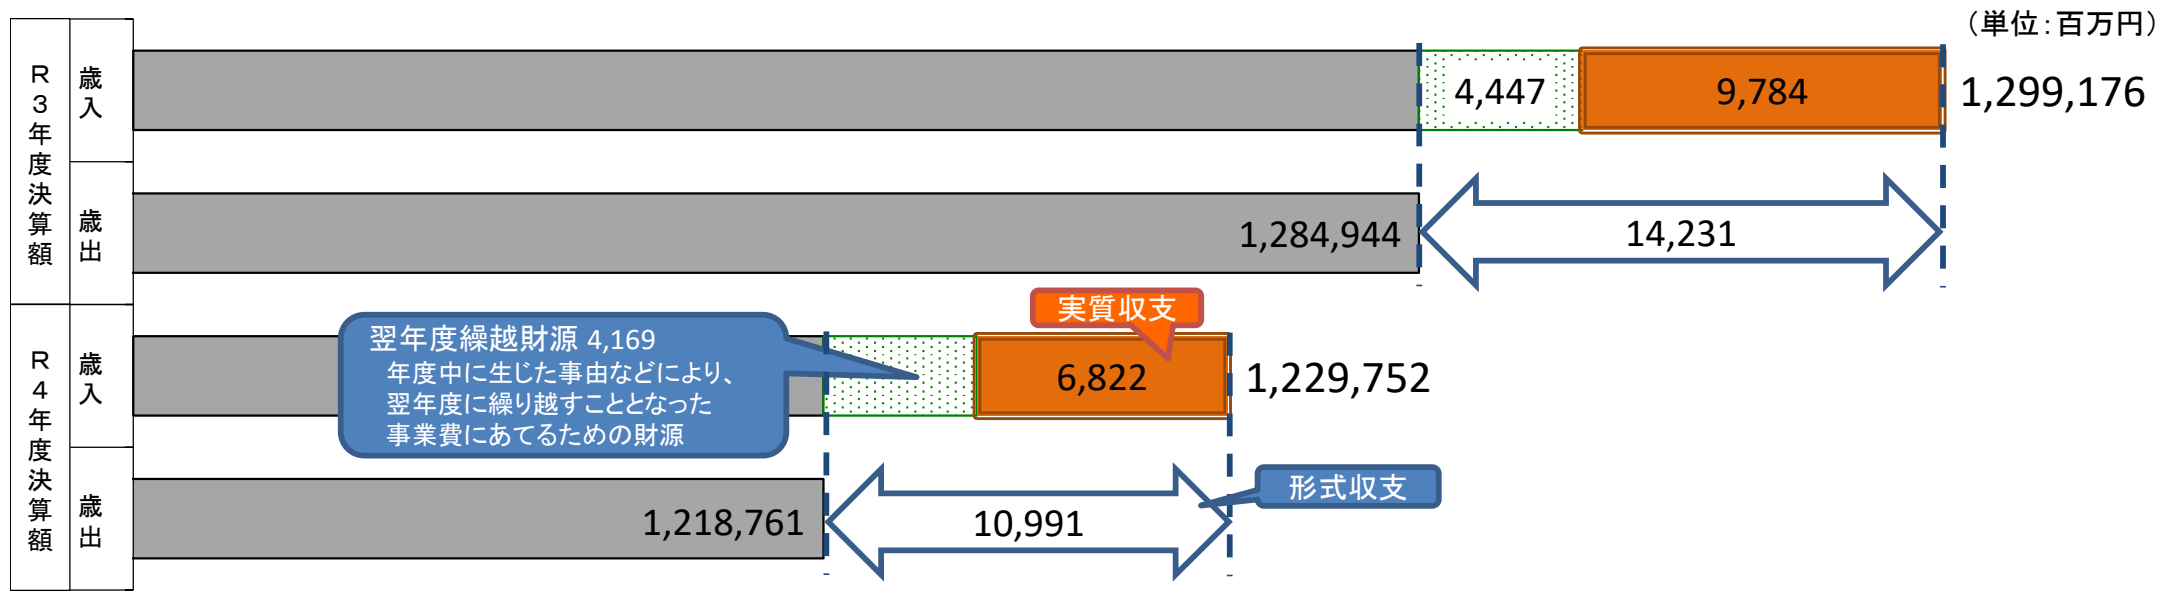 （単位：百万円）
R3年度決算額
歳入
4,447
9,784
1,299,176
歳出
1,284,944
14,231
R4年度決算額
歳入
翌年度繰越財源 4,169
年度中に生じた事由などにより、
翌年度に繰り越すこととなった
事業費にあてるための財源
実質収支
6,822
1,229,752
歳出
1,218,761
10,991
形式収支